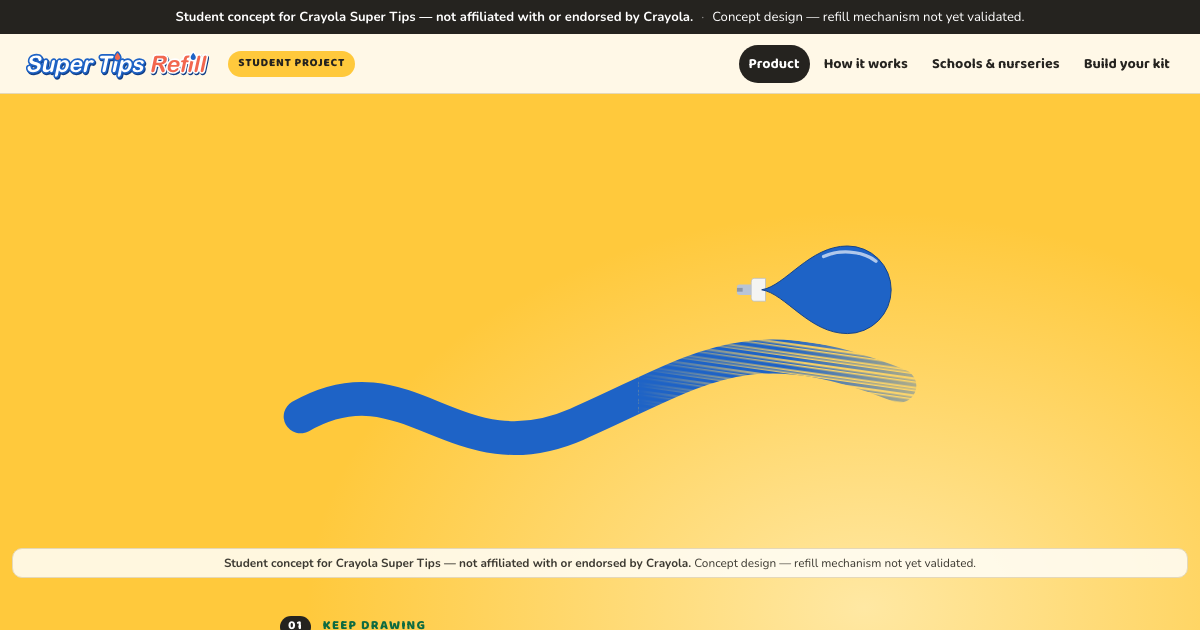 Student concept for Crayola Super Tips — not affiliated with or endorsed by Crayola. · Concept design — refill mechanism not yet validated.
Super Tips Refill STUDENT PROJECT Product How it works Schools & nurseries Build your kit
Student concept for Crayola Super Tips — not affiliated with or endorsed by Crayola. Concept design — refill mechanism not yet validated.
01 KEEP DRAWING